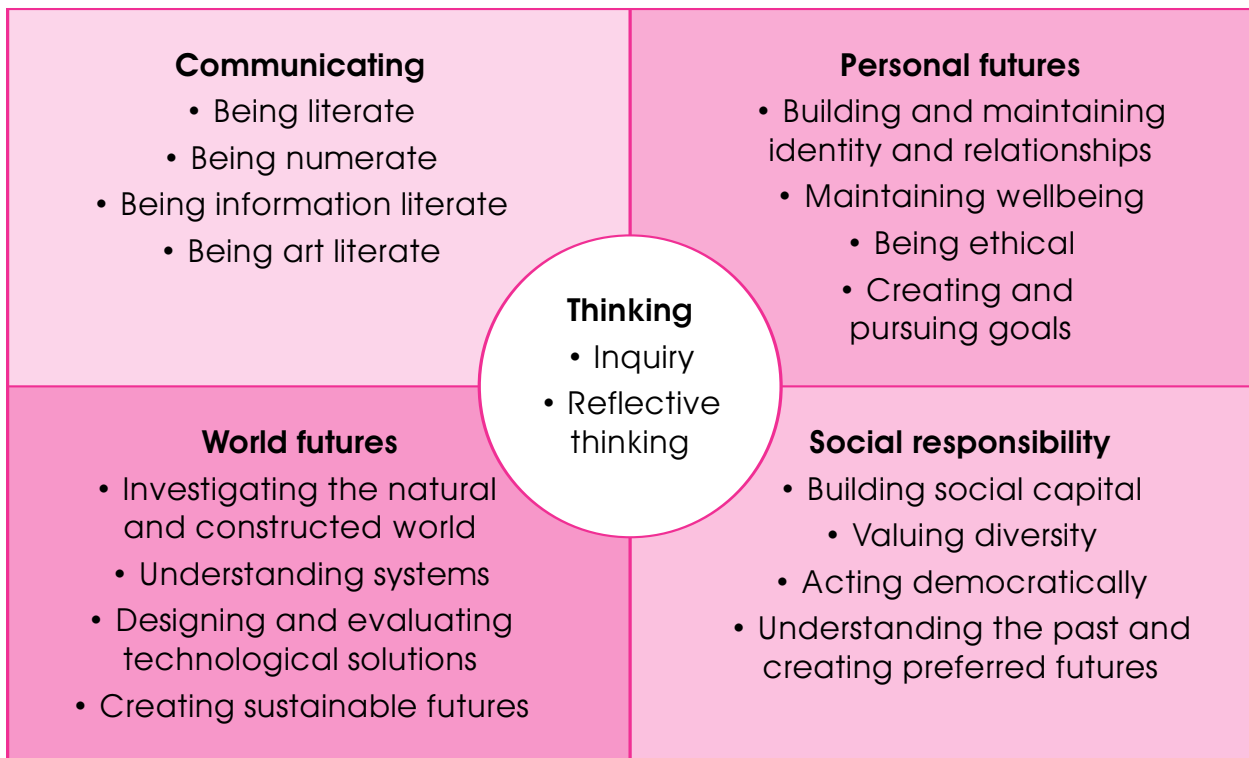 Communicating
• Being literate
• Being numerate
• Being information literate
• Being art literate
Personal futures
• Building and maintaining
identity and relationships
• Maintaining wellbeing
• Being ethical
• Creating and
pursuing goals
Thinking
• Inquiry
• Reflective
thinking
World futures
• Investigating the natural
and constructed world
• Understanding systems
• Designing and evaluating
technological solutions
• Creating sustainable futures
Social responsibility
• Building social capital
• Valuing diversity
• Acting democratically
• Understanding the past and
creating preferred futures